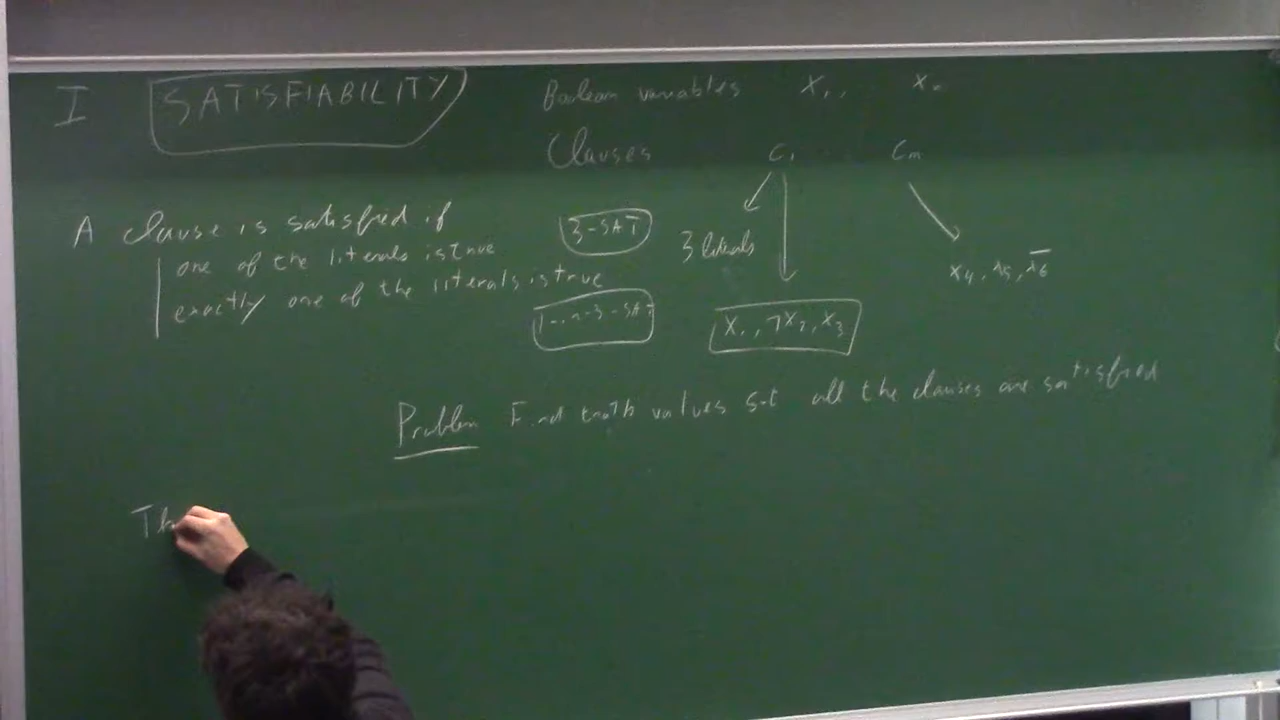 I SATISFIABILITY Boolean variables x₁, xₙ
Clauses C₁ Cₘ
A clause is satisfied if
one of the literals is true
exactly one of the literals is true
3-SAT
1-in-3-SAT
3 literals
x₁, ¬x₂, x₃
x₄, x₅, x̅₆
Problem Find truth values s.t all the clauses are satisfied
Th